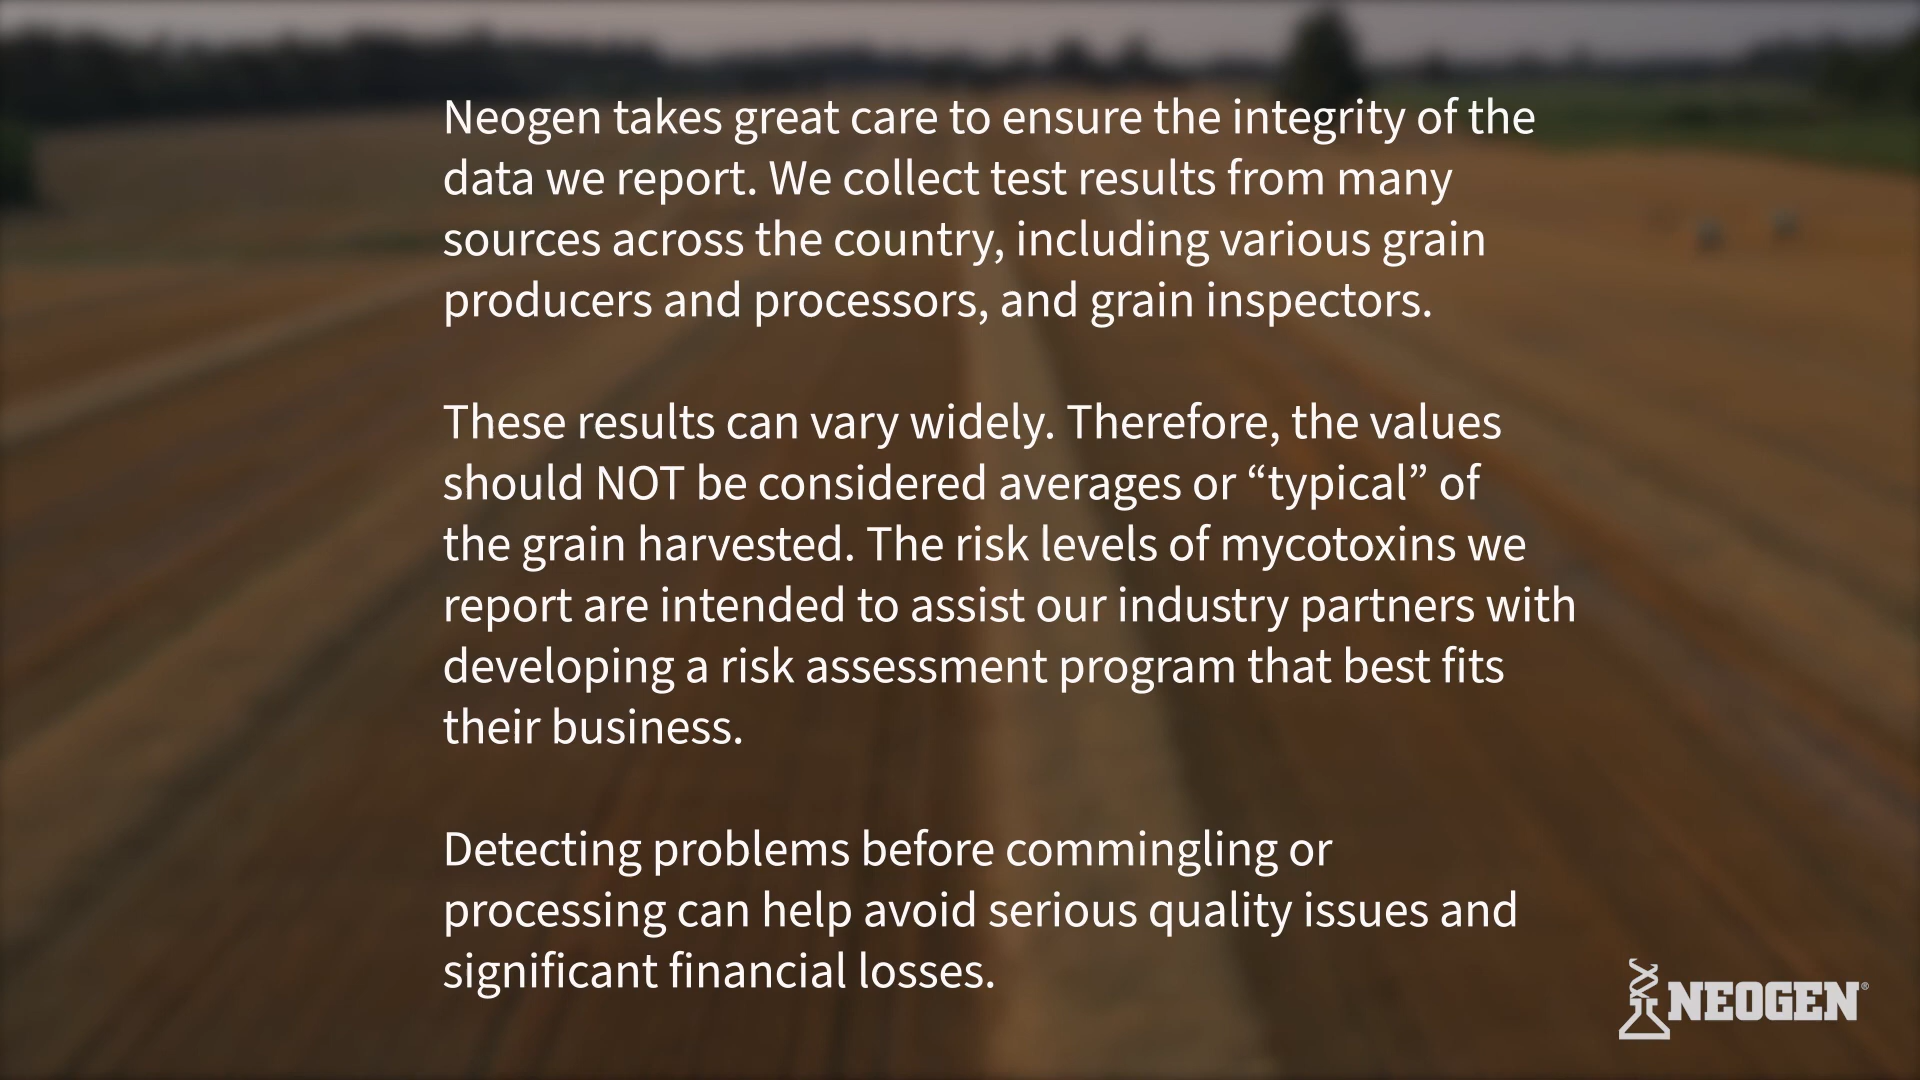 Neogen takes great care to ensure the integrity of the
data we report. We collect test results from many
sources across the country, including various grain
producers and processors, and grain inspectors.
These results can vary widely. Therefore, the values
should NOT be considered averages or “typical” of
the grain harvested. The risk levels of mycotoxins we
report are intended to assist our industry partners with
developing a risk assessment program that best fits
their business.
Detecting problems before commingling or
processing can help avoid serious quality issues and
significant financial losses.
NEOGEN®